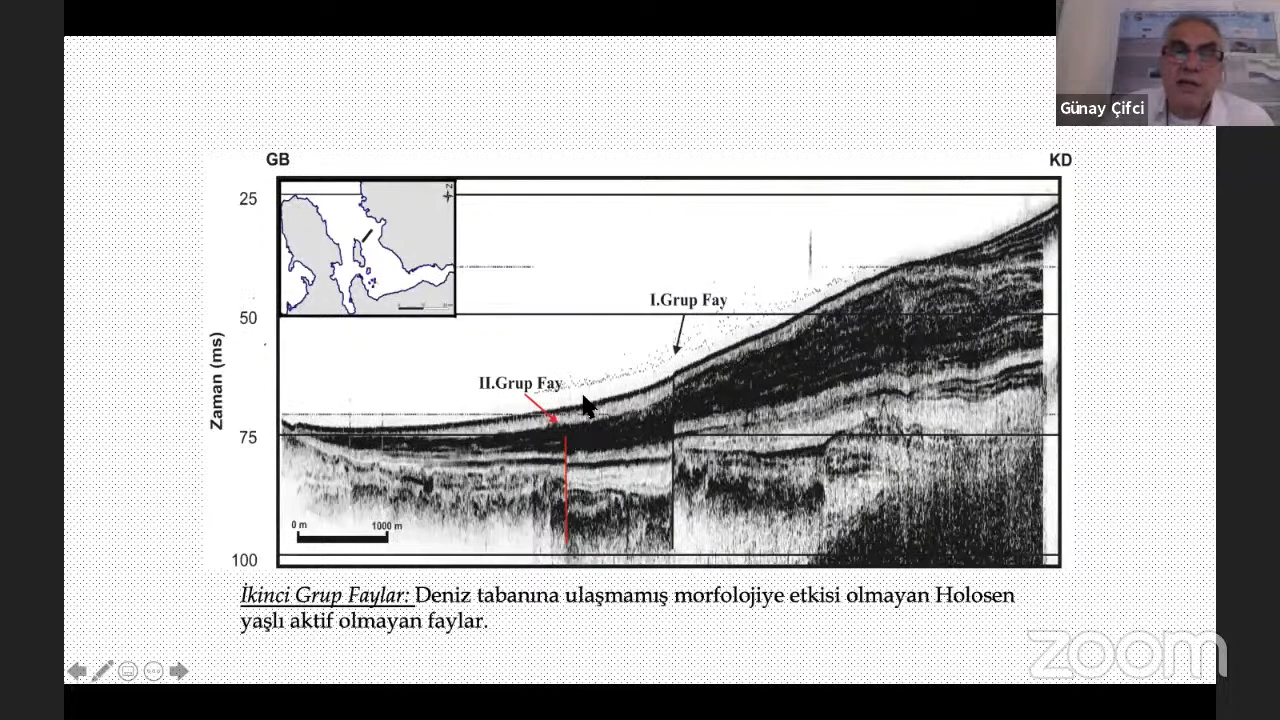 Günay Çifci
GB
KD
25
50
75
100
Zaman (ms)
N
I.Grup Fay
II.Grup Fay
0 m
1000 m
İkinci Grup Faylar: Deniz tabanına ulaşmamış morfolojiye etkisi olmayan Holosen
yaşlı aktif olmayan faylar.
zoom